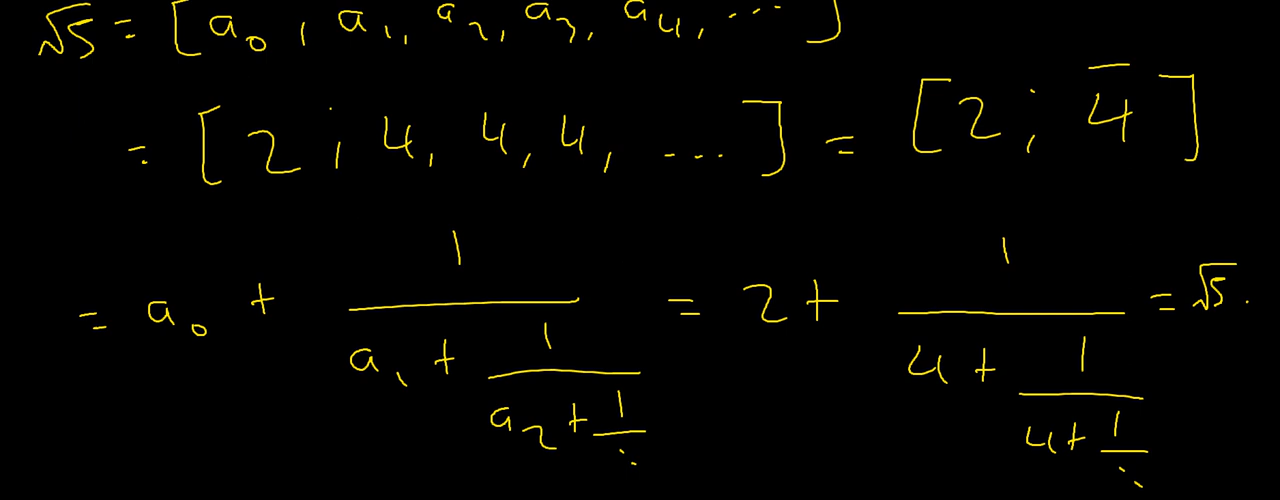 √5 = [a₀, a₁, a₂, a₃, a₄, ...]
= [2; 4, 4, 4, ...] = [2; 4̅]
= a₀ + 1/(a₁ + 1/(a₂ + 1/⋱)) = 2 + 1/(4 + 1/(4 + 1/⋱)) = √5.